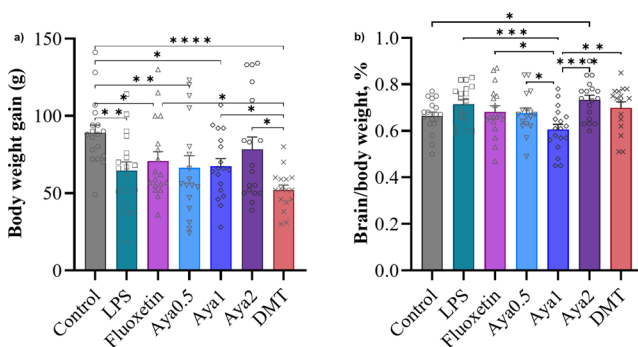 a)
Body weight gain (g)
150
100
50
0
****
*
**
*
*
**
*
*
Control
LPS
Fluoxetin
Aya0.5
Aya1
Aya2
DMT
b)
Brain/body weight, %
1.0
0.8
0.6
0.4
0.2
0.0
*
***
*
**
****
*
Control
LPS
Fluoxetin
Aya0.5
Aya1
Aya2
DMT